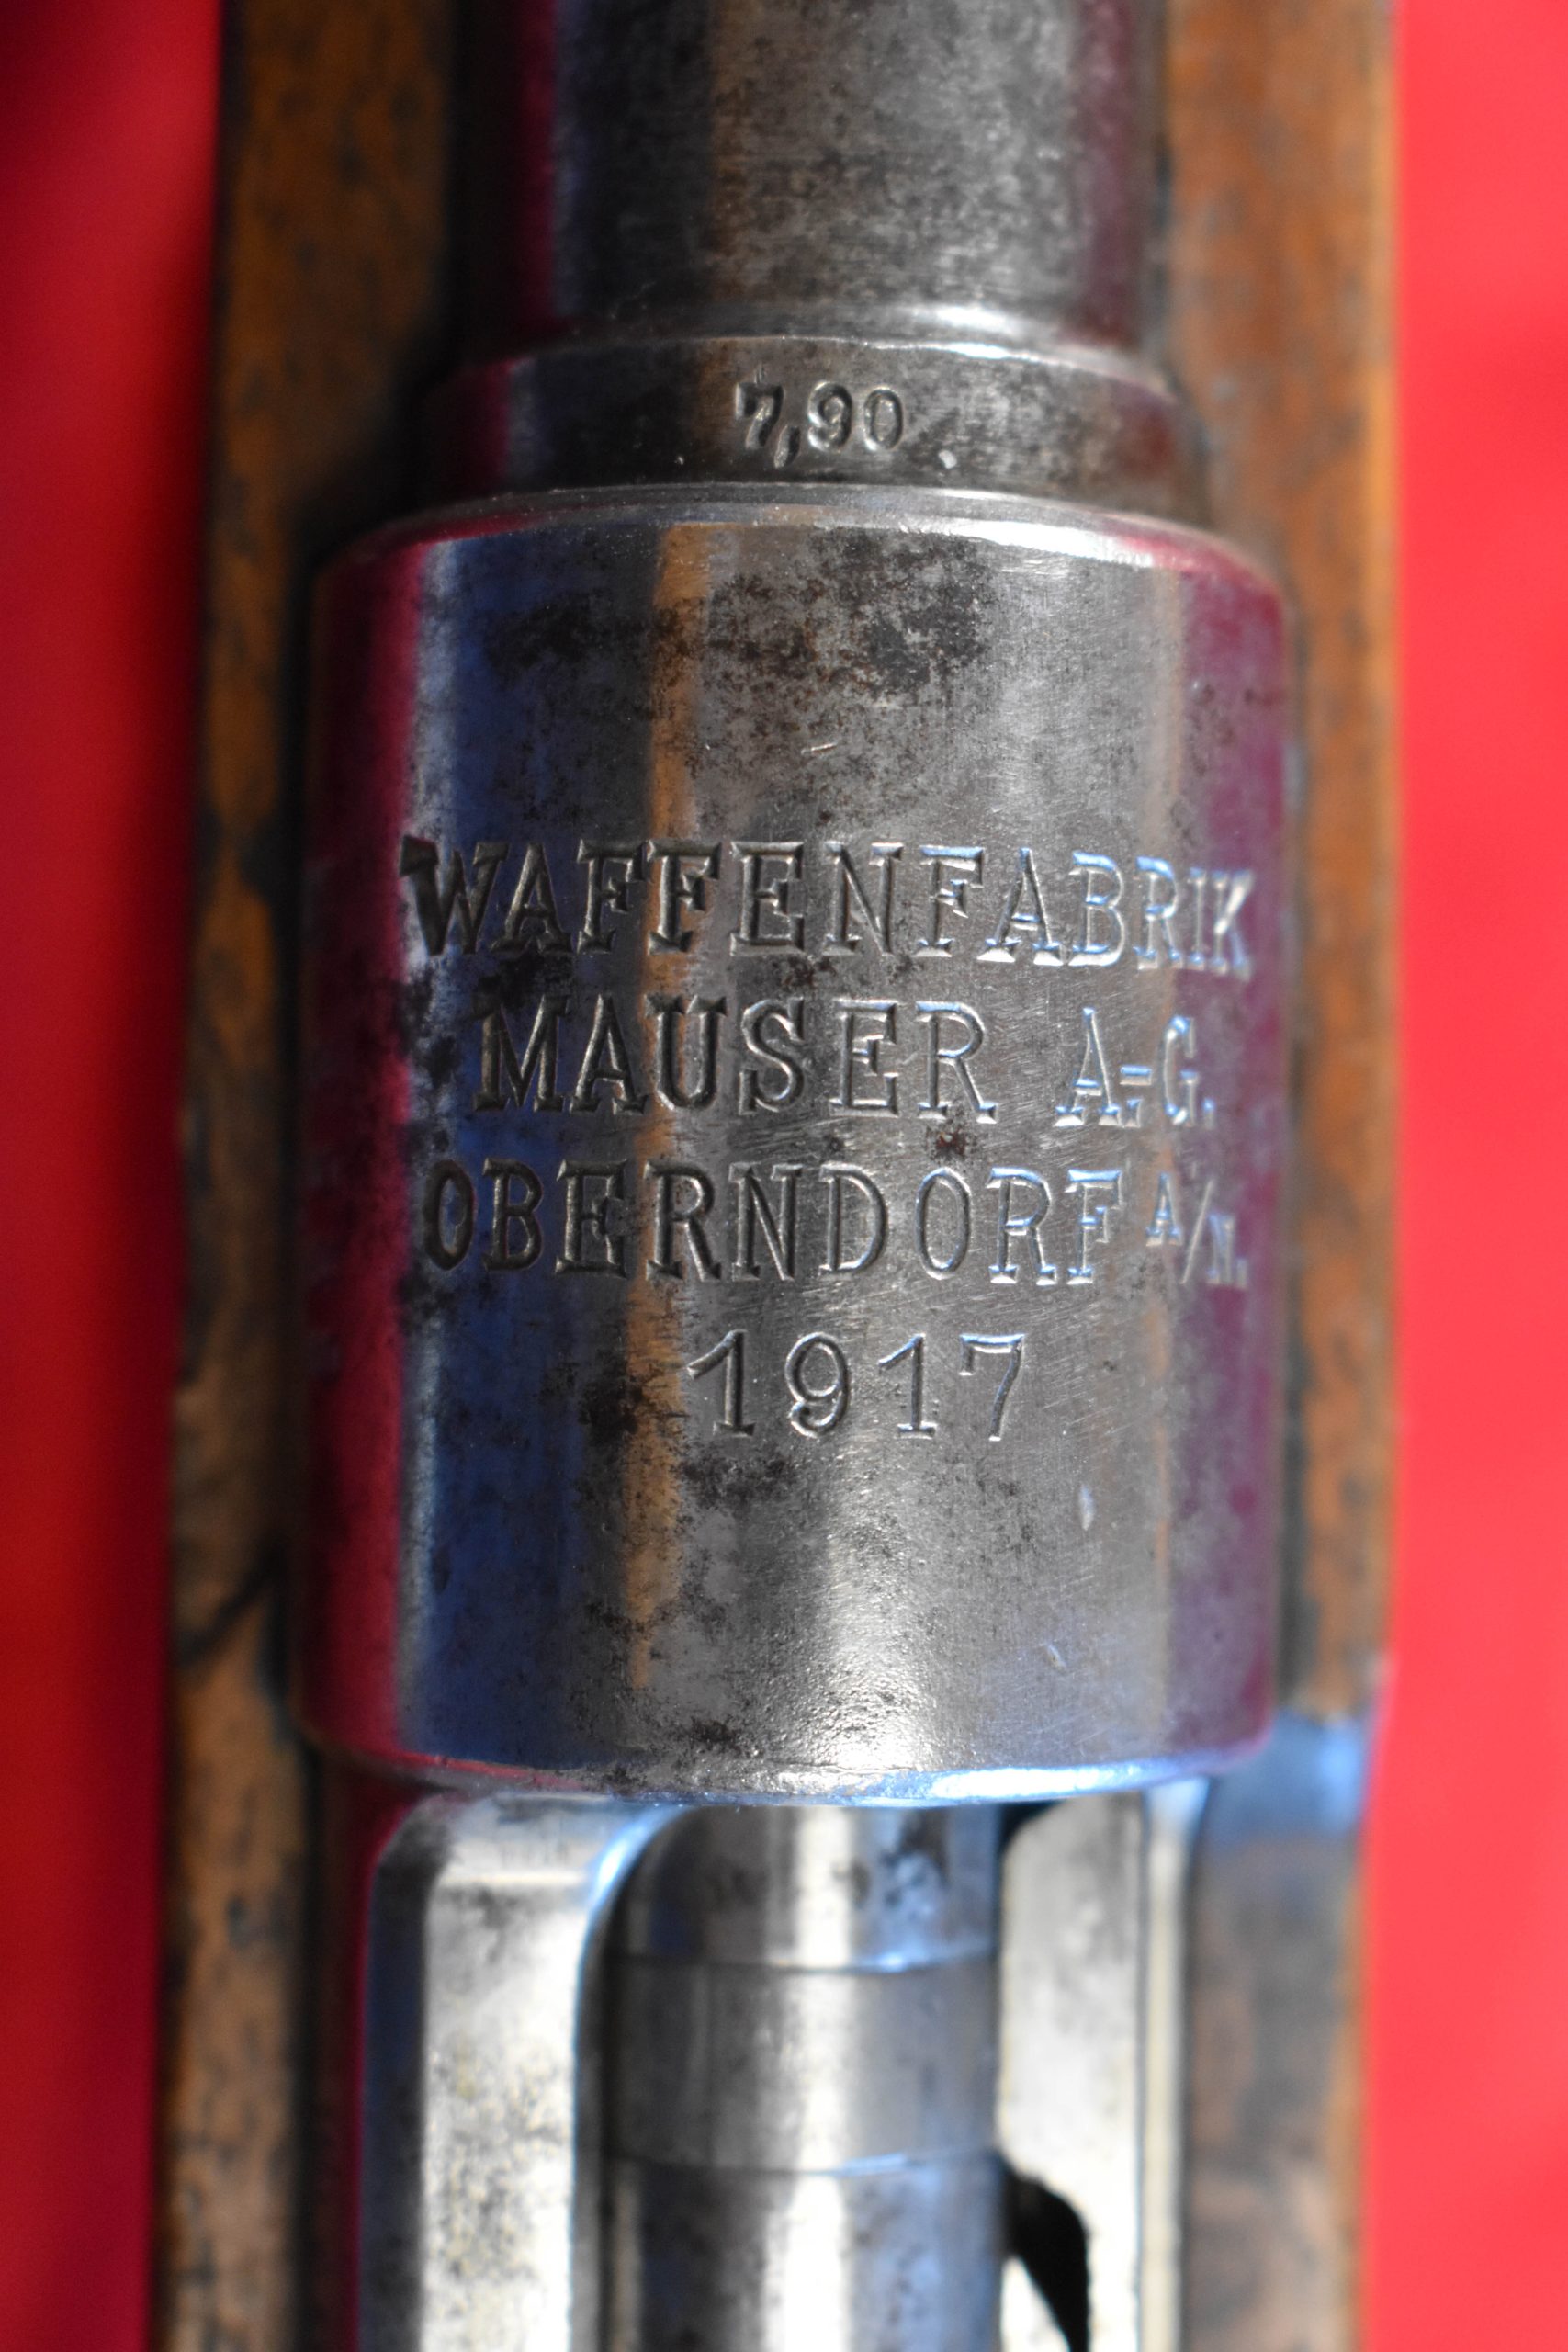 7,90
WAFFENFABRIK
MAUSER A.-G.
OBERNDORF A/N.
1917